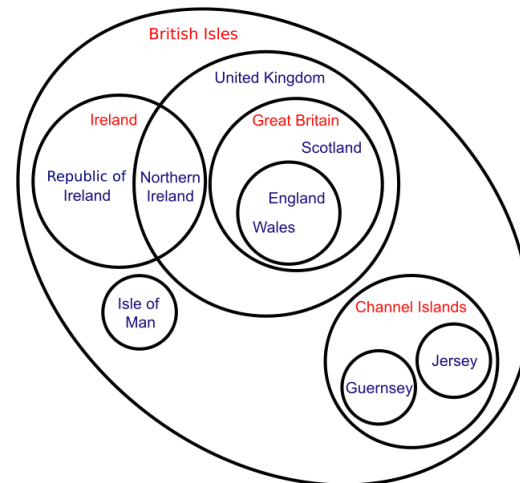 British Isles
United Kingdom
Ireland
Great Britain
Scotland
Republic of
Ireland
Northern
Ireland
England
Wales
Isle of
Man
Channel Islands
Jersey
Guernsey